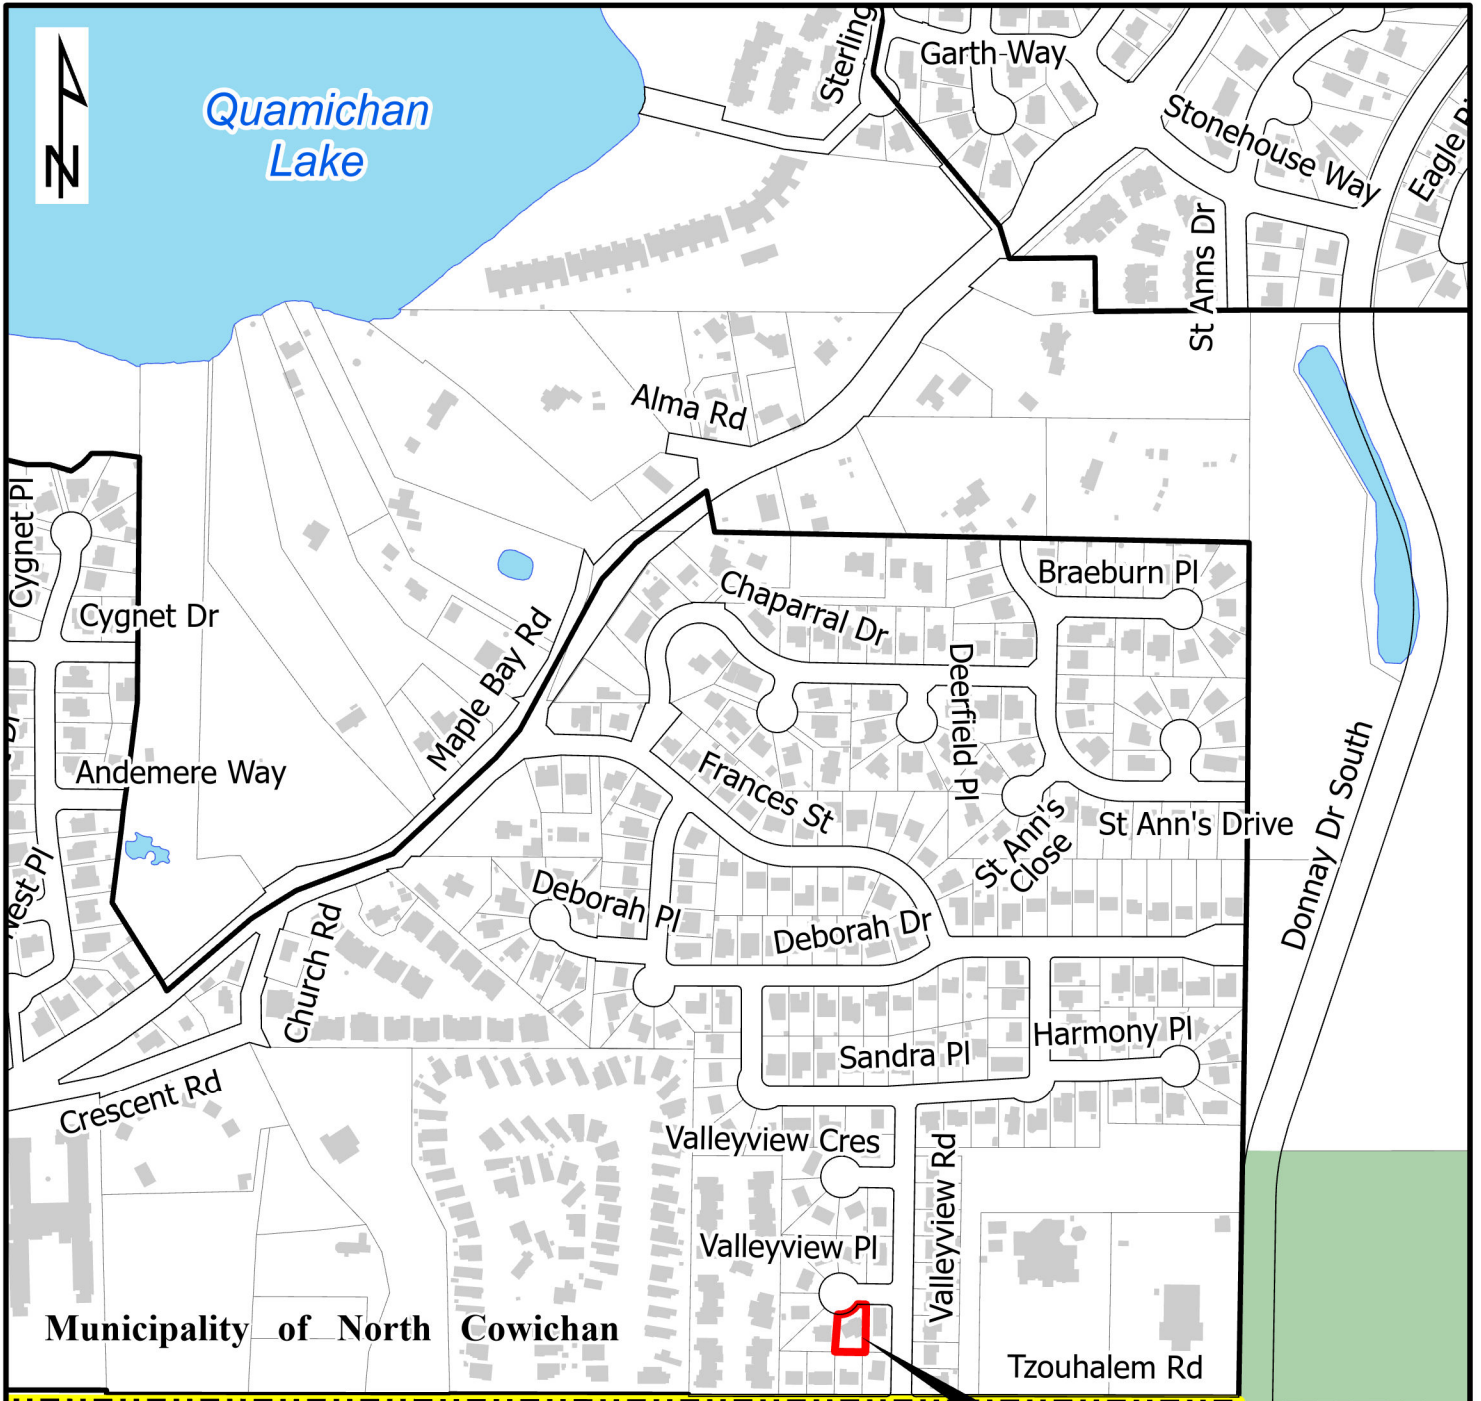 Sterling
Garth Way
Quamichan
Lake
N
Stonehouse Way
Eagle
St Anns Dr
Alma Rd
Cygnet Pl
Braeburn Pl
Chaparral Dr
Cygnet Dr
Maple Bay Rd
Deerfield Pl
Dr
Andemere Way
Frances St
St Ann's
Close
St Ann's Drive
Donnay Dr South
West Pl
Deborah Pl
Deborah Dr
Church Rd
Harmony Pl
Sandra Pl
Crescent Rd
Valleyview Cres
Valleyview Rd
Valleyview Pl
Municipality of North Cowichan
Tzouhalem Rd